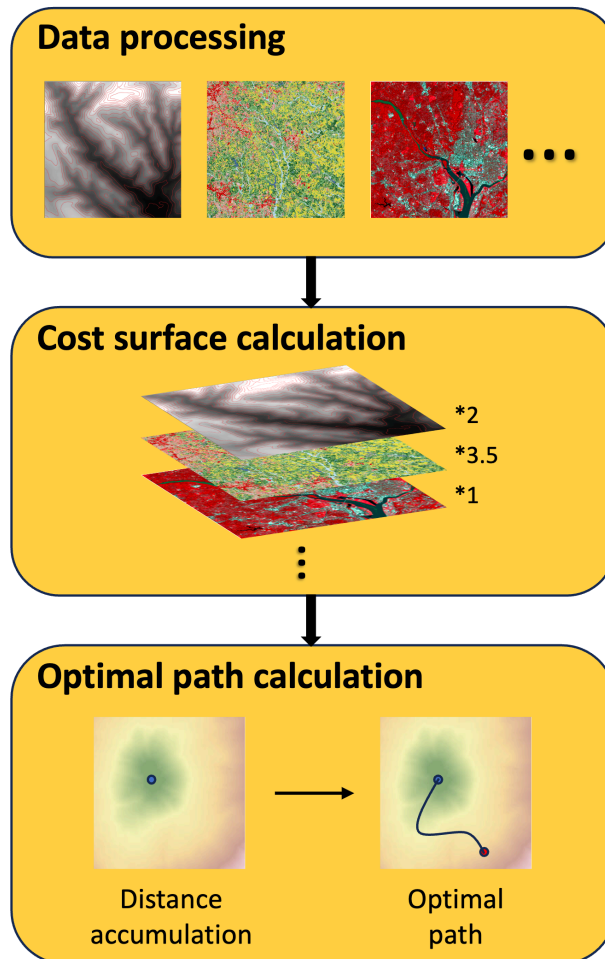 Data processing
Cost surface calculation
*2
*3.5
*1
Optimal path calculation
Distance
accumulation
Optimal
path